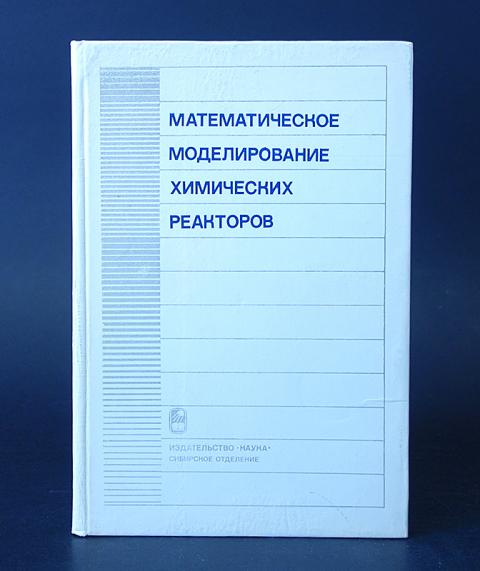 МАТЕМАТИЧЕСКОЕ
МОДЕЛИРОВАНИЕ
ХИМИЧЕСКИХ
РЕАКТОРОВ
ИЗДАТЕЛЬСТВО ·НАУКА·
СИБИРСКОЕ ОТДЕЛЕНИЕ